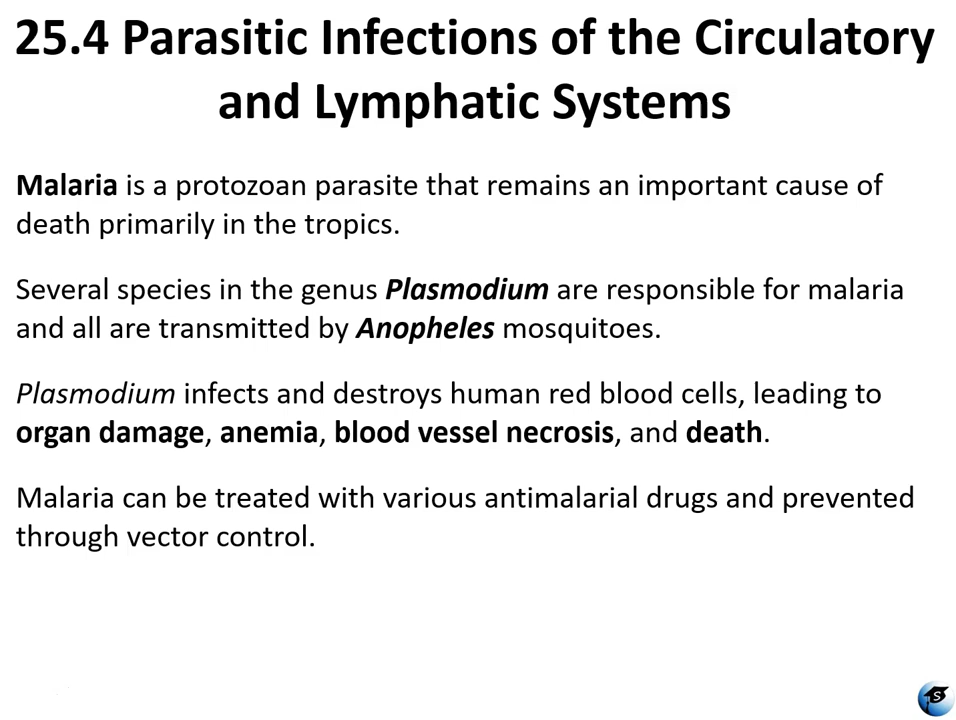 25.4 Parasitic Infections of the Circulatory
and Lymphatic Systems
Malaria is a protozoan parasite that remains an important cause of
death primarily in the tropics.
Several species in the genus Plasmodium are responsible for malaria
and all are transmitted by Anopheles mosquitoes.
Plasmodium infects and destroys human red blood cells, leading to
organ damage, anemia, blood vessel necrosis, and death.
Malaria can be treated with various antimalarial drugs and prevented
through vector control.
S